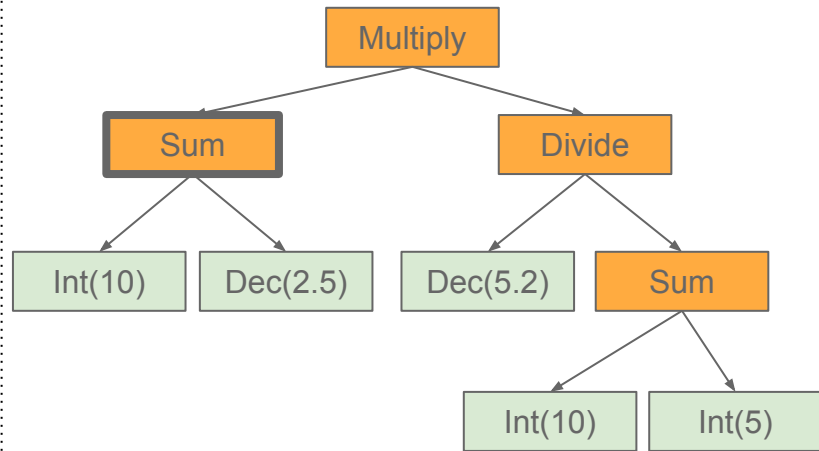 Multiply
Sum
Divide
Int(10)
Dec(2.5)
Dec(5.2)
Sum
Int(10)
Int(5)